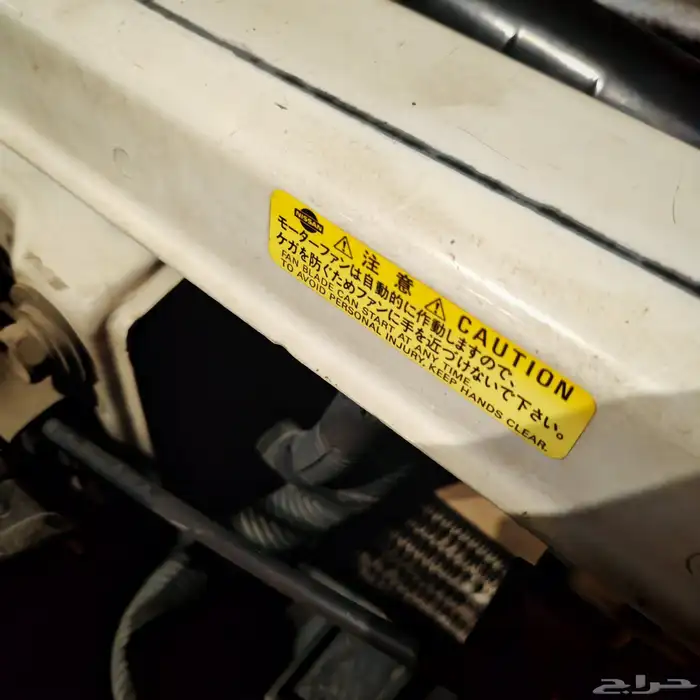 NISSAN
⚠ 注意 ⚠ CAUTION
モーターファンは自動的に作動しますので、
ケガを防ぐためファンに手を近づけないで下さい。
FAN BLADE CAN START AT ANY TIME
TO AVOID PERSONAL INJURY, KEEP HANDS CLEAR.
حراج